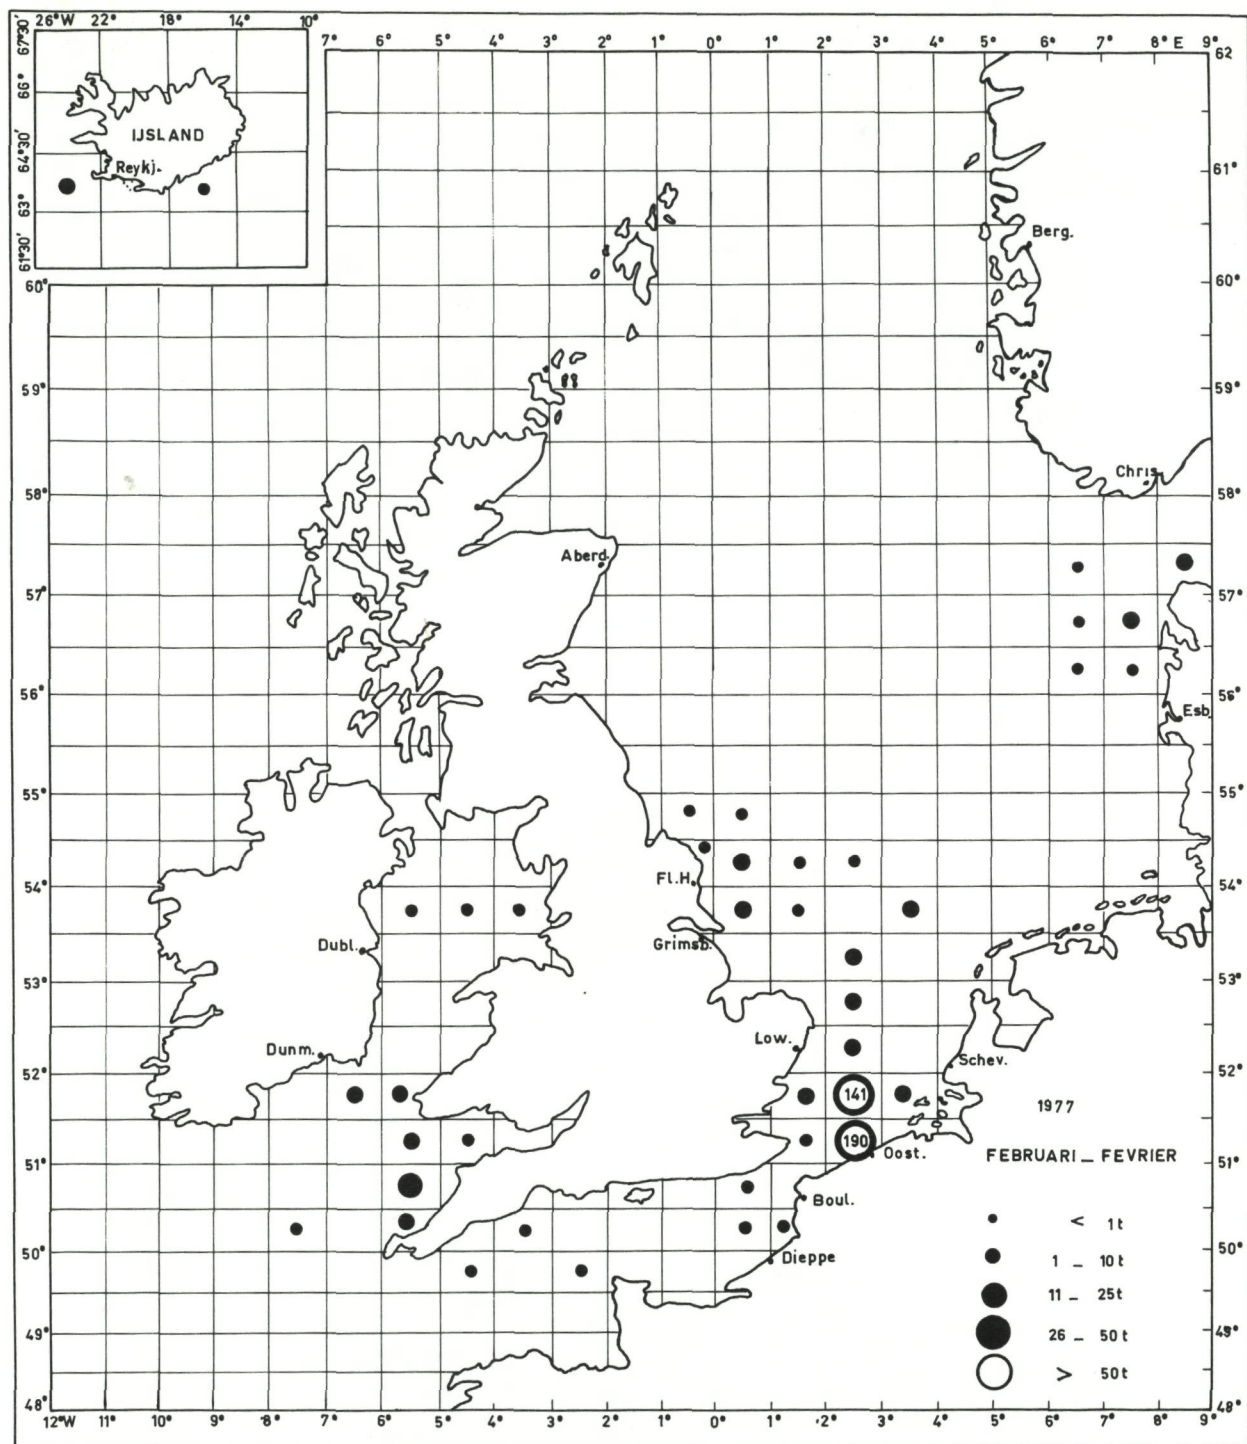 26°W 22° 18° 14° 10°
67°30' 66° 64°30' 63° 61°30'
IJSLAND
Reykj.
7° 6° 5° 4° 3° 2° 1° 0° 1° 2° 3° 4° 5° 6° 7° 8° E 9°
62
61°
60° 60°
59° 59°
58° 58°
57° 57°
56° 56°
55° 55°
54° 54°
53° 53°
52° 52°
51° 51°
50° 50°
49° 49°
48° 48°
Berg.
Chris
Aberd.
Esb
Fl.H.
Dubl.
Grimsb.
Low.
Dunm.
Schev.
141
190
Oost.
Boul.
Dieppe
1977
FEBRUARI _ FEVRIER
< 1t
1 _ 10t
11 _ 25t
26 _ 50t
> 50t
12°W 11° 10° 9° 8° 7° 6° 5° 4° 3° 2° 1° 0° 1° 2° 3° 4° 5° 6° 7° 8° 9°